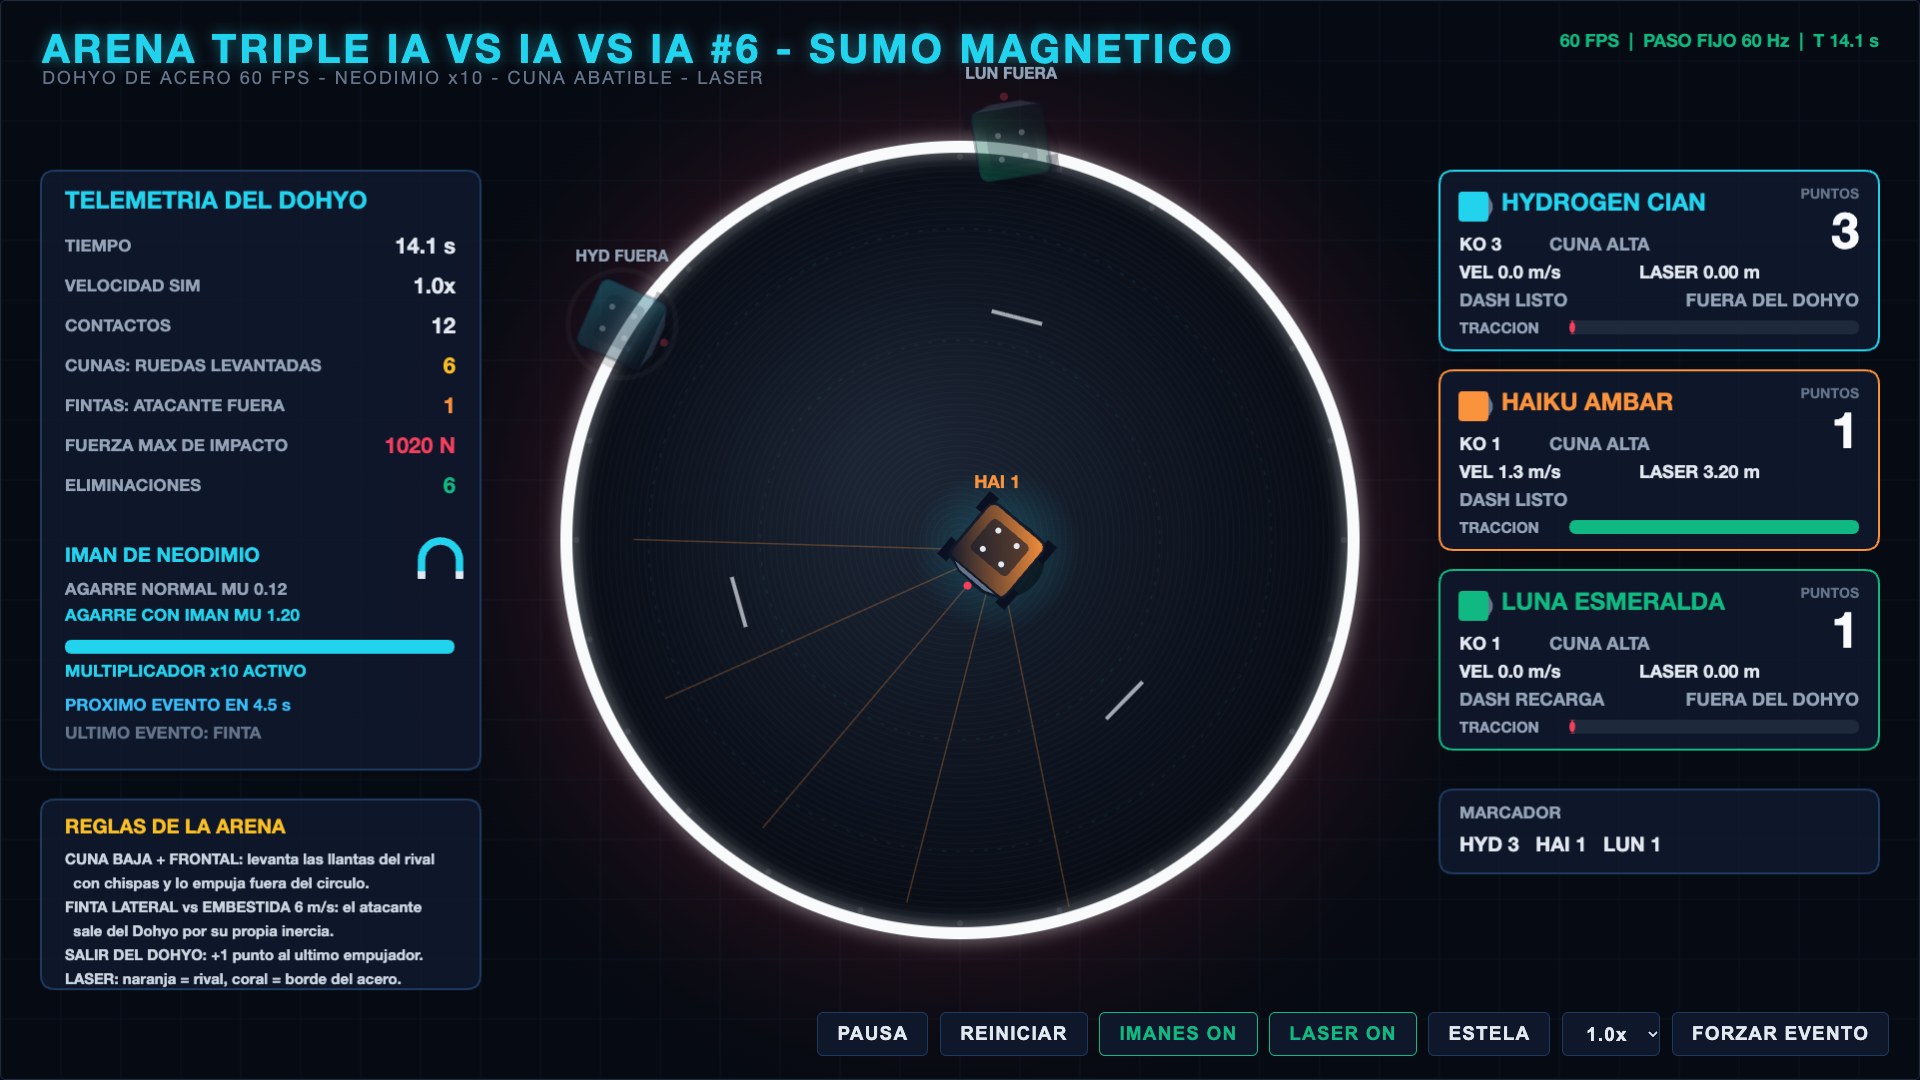 ARENA TRIPLE IA VS IA VS IA #6 - SUMO MAGNETICO
DOHYO DE ACERO 60 FPS - NEODIMIO x10 - CUNA ABATIBLE - LASER
60 FPS | PASO FIJO 60 Hz | T 14.1 s
TELEMETRIA DEL DOHYO
TIEMPO 14.1 s
VELOCIDAD SIM 1.0x
CONTACTOS 12
CUNAS: RUEDAS LEVANTADAS 6
FINTAS: ATACANTE FUERA 1
FUERZA MAX DE IMPACTO 1020 N
ELIMINACIONES 6
IMAN DE NEODIMIO
AGARRE NORMAL MU 0.12
AGARRE CON IMAN MU 1.20
MULTIPLICADOR x10 ACTIVO
PROXIMO EVENTO EN 4.5 s
ULTIMO EVENTO: FINTA
REGLAS DE LA ARENA
CUNA BAJA + FRONTAL: levanta las llantas del rival
con chispas y lo empuja fuera del circulo.
FINTA LATERAL vs EMBESTIDA 6 m/s: el atacante
sale del Dohyo por su propia inercia.
SALIR DEL DOHYO: +1 punto al ultimo empujador.
LASER: naranja = rival, coral = borde del acero.
LUN FUERA
HYD FUERA
HAI 1
HYDROGEN CIAN PUNTOS
3
KO 3 CUNA ALTA
VEL 0.0 m/s LASER 0.00 m
DASH LISTO FUERA DEL DOHYO
TRACCION
HAIKU AMBAR PUNTOS
1
KO 1 CUNA ALTA
VEL 1.3 m/s LASER 3.20 m
DASH LISTO
TRACCION
LUNA ESMERALDA PUNTOS
1
KO 1 CUNA ALTA
VEL 0.0 m/s LASER 0.00 m
DASH RECARGA FUERA DEL DOHYO
TRACCION
MARCADOR
HYD 3 HAI 1 LUN 1
PAUSA REINICIAR IMANES ON LASER ON ESTELA 1.0x FORZAR EVENTO